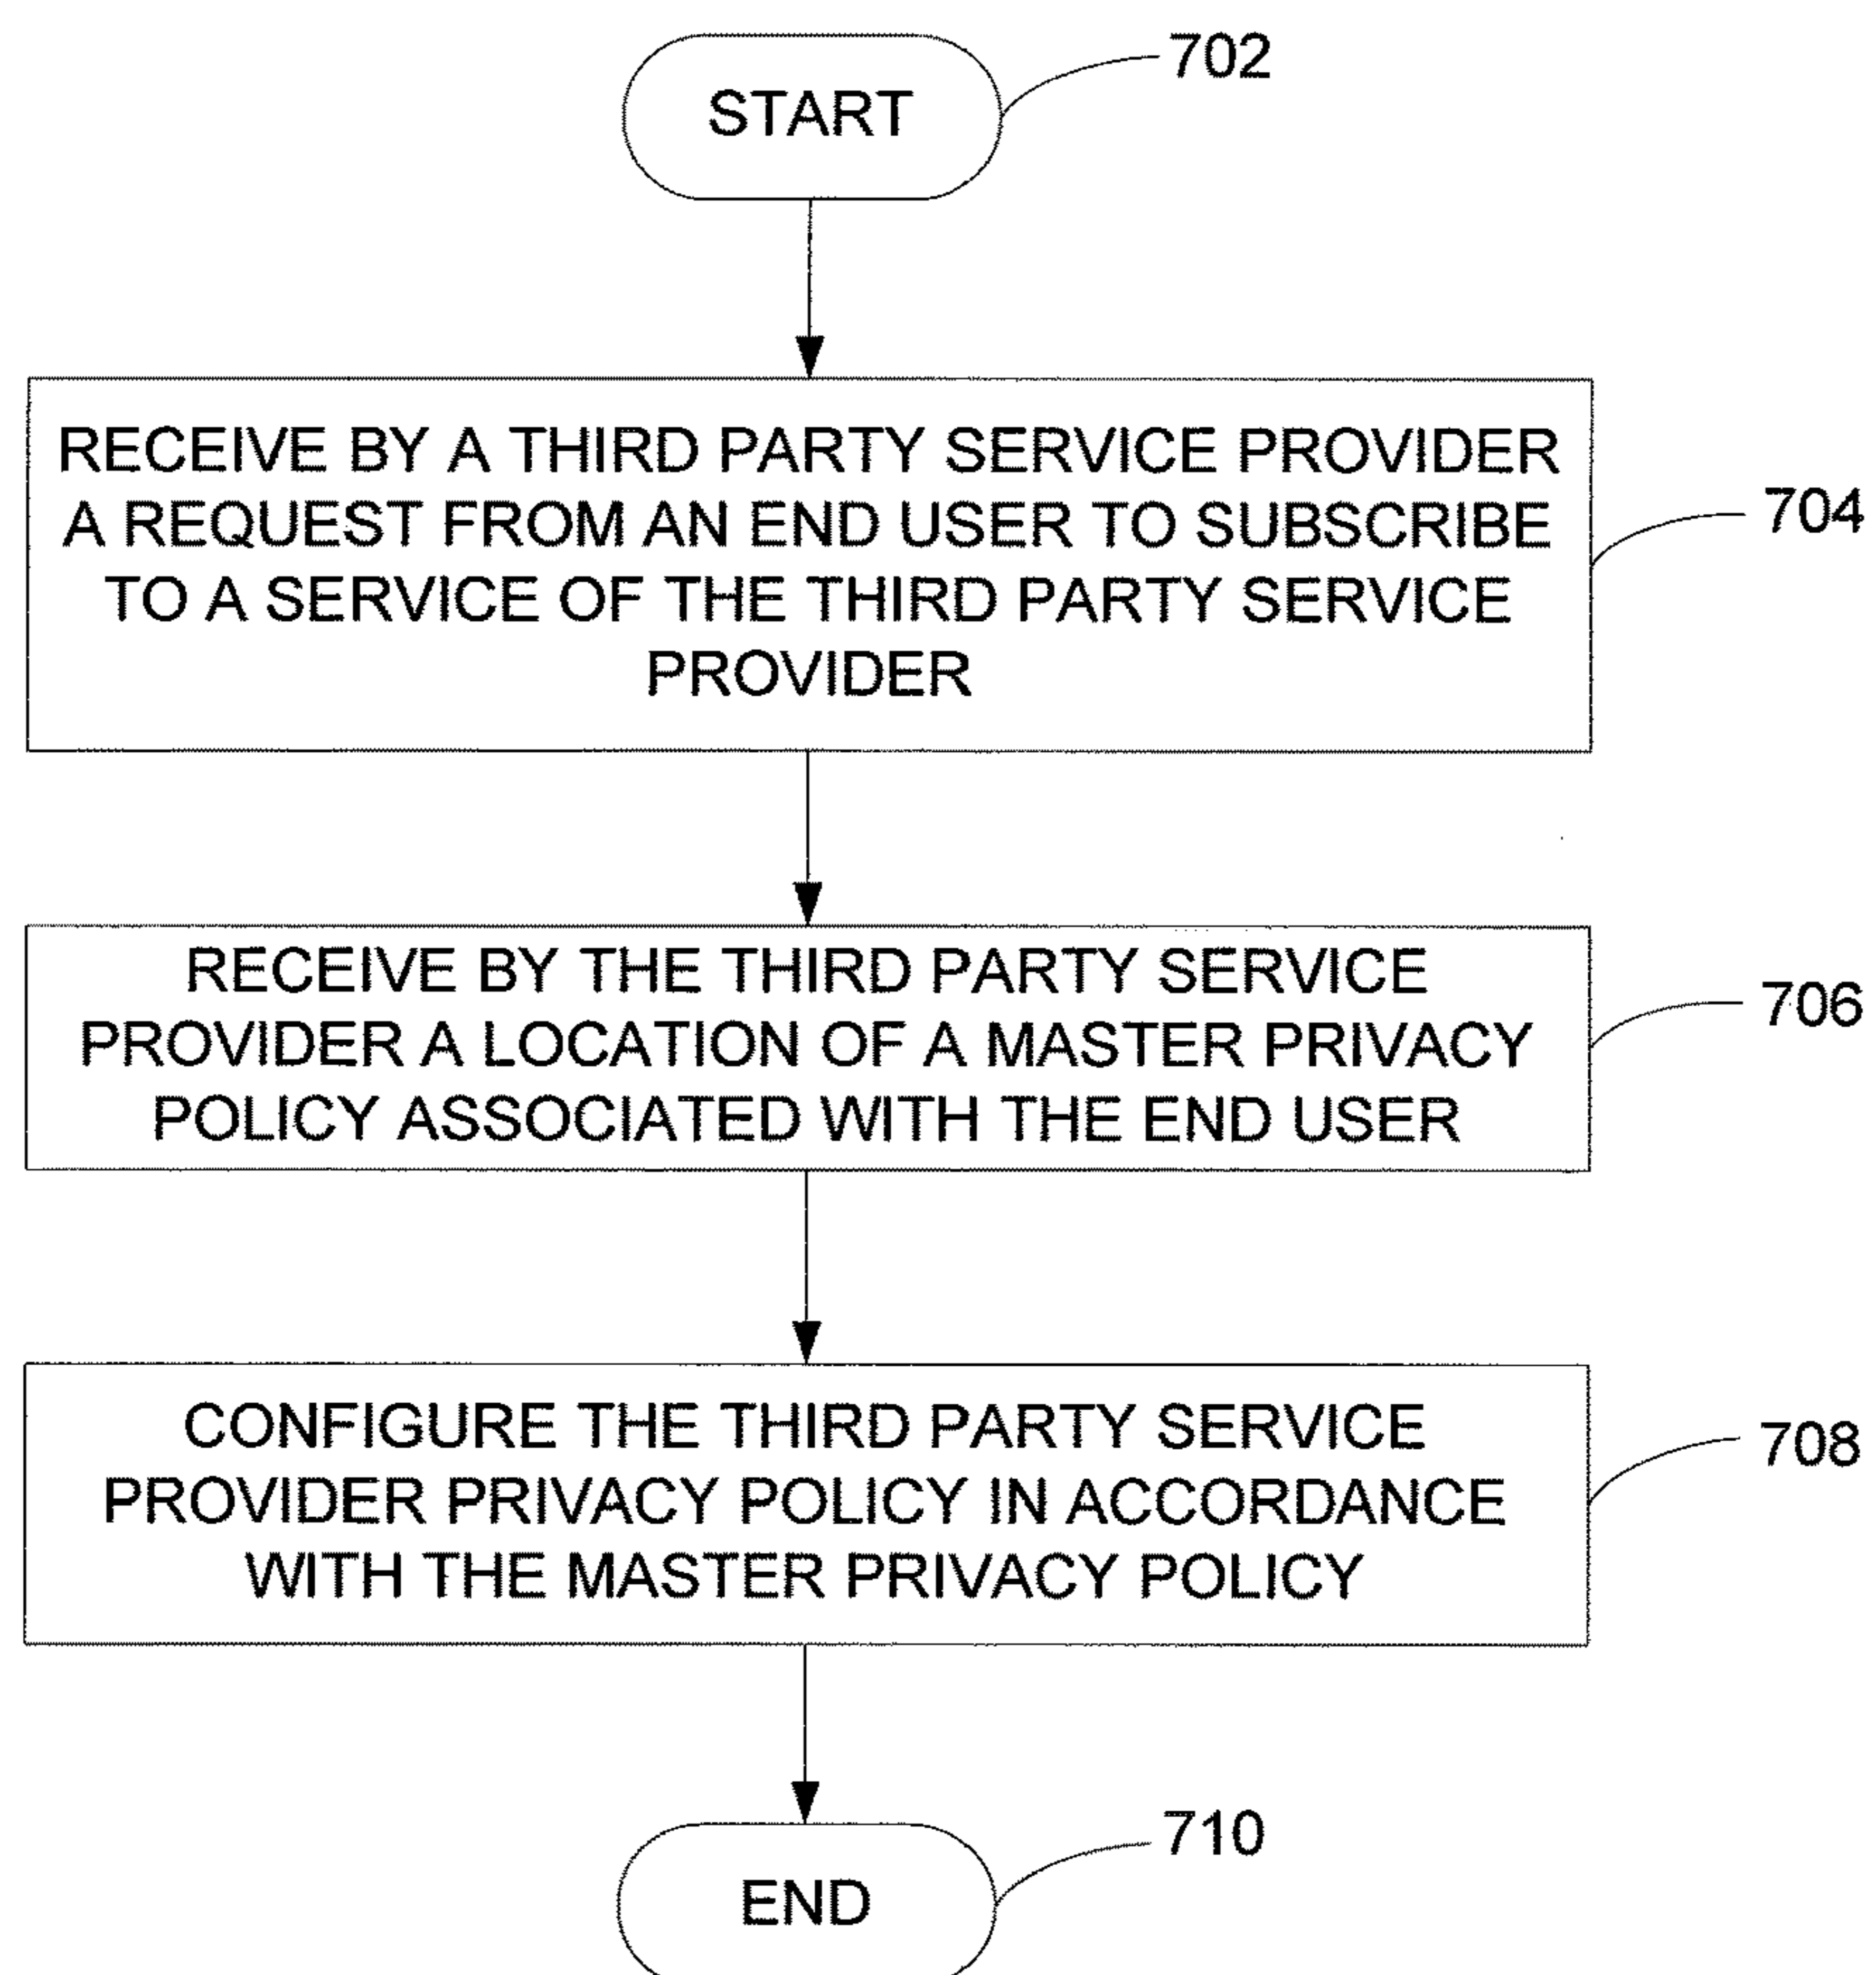 702
START
RECEIVE BY A THIRD PARTY SERVICE PROVIDER
A REQUEST FROM AN END USER TO SUBSCRIBE
TO A SERVICE OF THE THIRD PARTY SERVICE
PROVIDER
704
RECEIVE BY THE THIRD PARTY SERVICE
PROVIDER A LOCATION OF A MASTER PRIVACY
POLICY ASSOCIATED WITH THE END USER
706
CONFIGURE THE THIRD PARTY SERVICE
PROVIDER PRIVACY POLICY IN ACCORDANCE
WITH THE MASTER PRIVACY POLICY
708
710
END